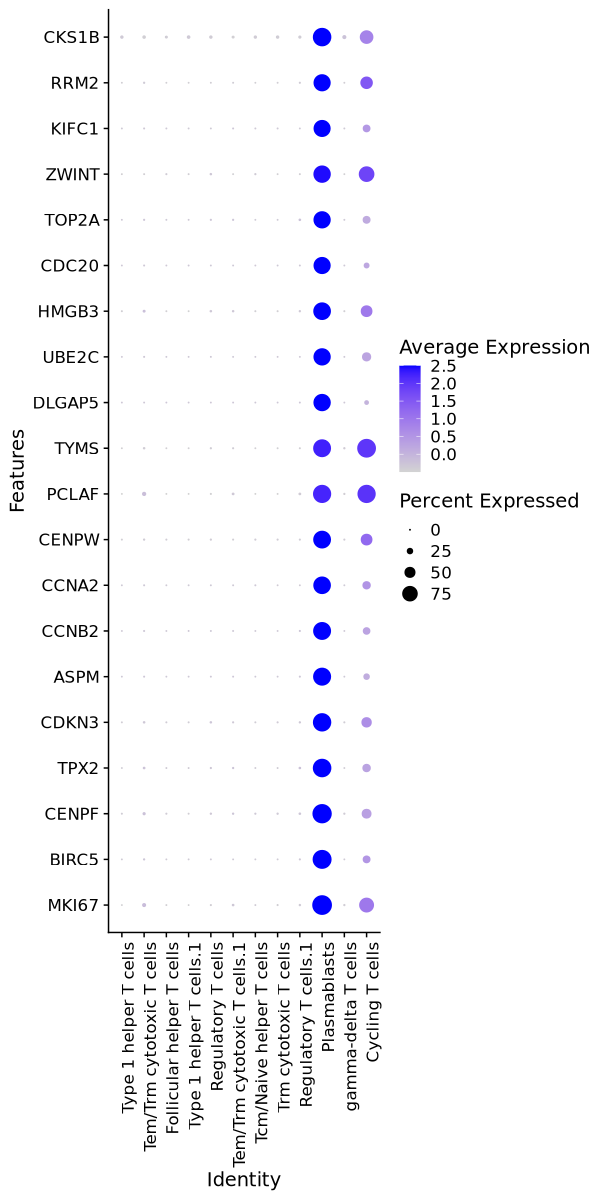 CKS1B
RRM2
KIFC1
ZWINT
TOP2A
CDC20
HMGB3
UBE2C
DLGAP5
TYMS
PCLAF
CENPW
CCNA2
CCNB2
ASPM
CDKN3
TPX2
CENPF
BIRC5
MKI67
Features
Type 1 helper T cells
Tem/Trm cytotoxic T cells
Follicular helper T cells
Type 1 helper T cells.1
Regulatory T cells
Tem/Trm cytotoxic T cells.1
Tcm/Naive helper T cells
Trm cytotoxic T cells
Regulatory T cells.1
Plasmablasts
gamma-delta T cells
Cycling T cells
Identity
Average Expression
2.5
2.0
1.5
1.0
0.5
0.0
Percent Expressed
0
25
50
75